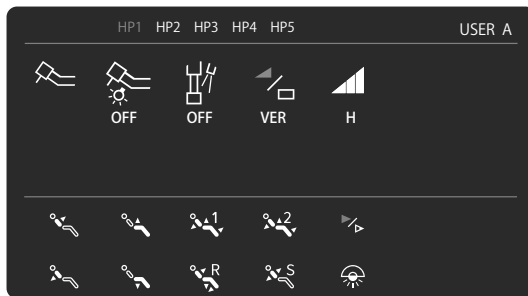 HP1 HP2 HP3 HP4 HP5 USER A
OFF OFF VER H
1 2
R S